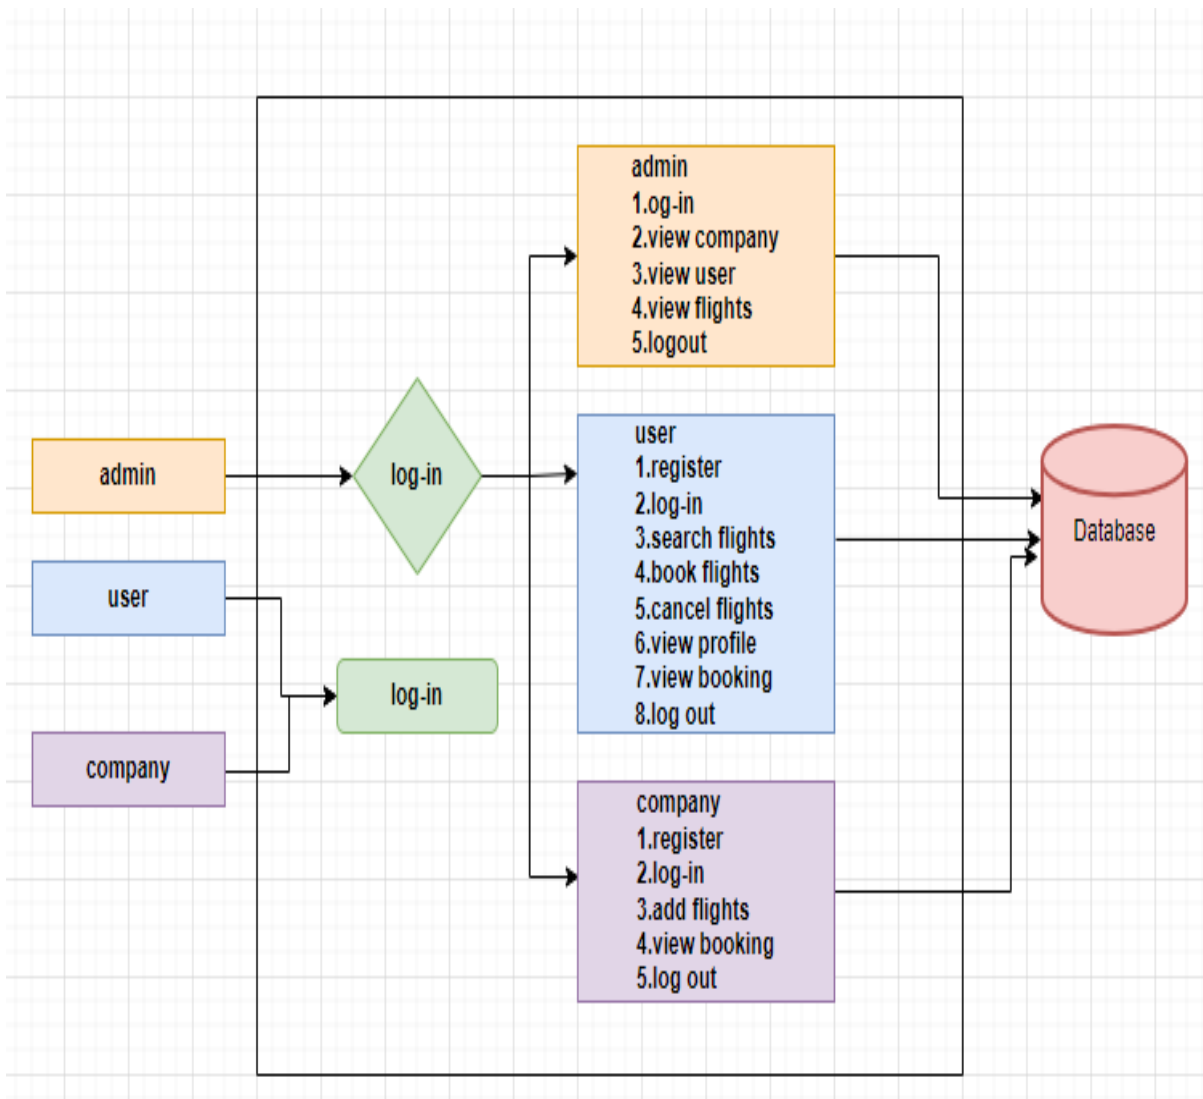 admin
user
company
log-in
log-in
admin
1.og-in
2.view company
3.view user
4.view flights
5.logout
user
1.register
2.log-in
3.search flights
4.book flights
5.cancel flights
6.view profile
7.view booking
8.log out
company
1.register
2.log-in
3.add flights
4.view booking
5.log out
Database